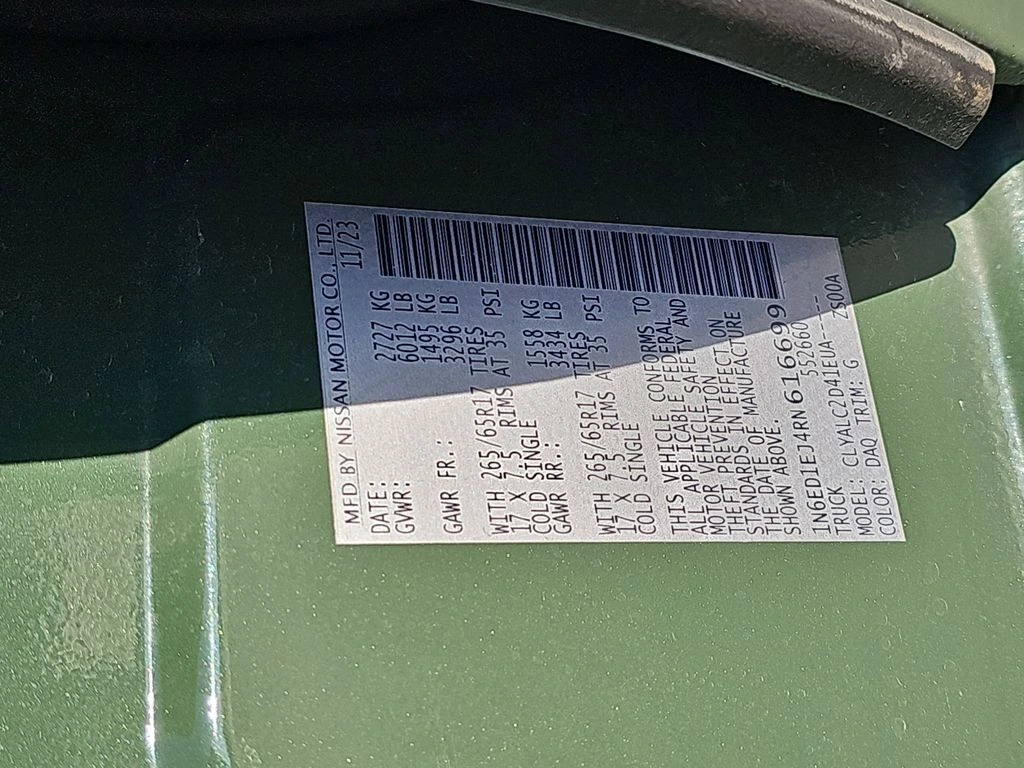 MFD BY NISSAN MOTOR CO., LTD.
DATE: 11/23
GVWR: 2727 KG
6012 LB
GAWR FR.: 1495 KG
3296 LB
WITH 265/65R17 TIRES
17 X 7.5 RIMS AT 35 PSI
COLD SINGLE
GAWR RR.: 1558 KG
3434 LB
WITH 265/65R17 TIRES
17 X 7.5 RIMS AT 35 PSI
COLD SINGLE
THIS VEHICLE CONFORMS TO
ALL APPLICABLE FEDERAL
MOTOR VEHICLE SAFETY AND
THEFT PREVENTION
STANDARDS IN EFFECT ON
THE DATE OF MANUFACTURE
SHOWN ABOVE.
1N6ED1EJ4RN616699
TRUCK 552660
MODEL: CLYALCZD41EUA-----
COLOR: DAQ TRIM: G ZS00A